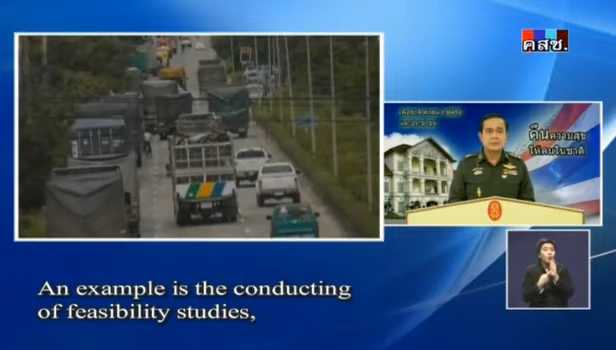 คสช.
คืนความสุข
ให้คนในชาติ
An example is the conducting
of feasibility studies,